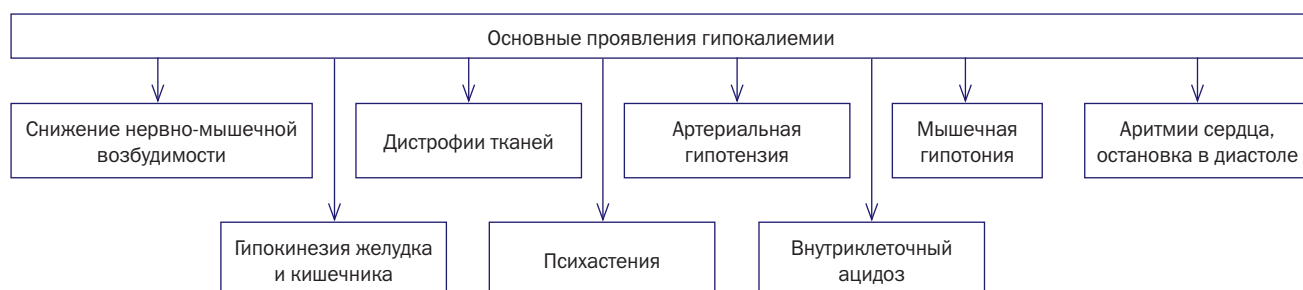 Основные проявления гипокалиемии
Снижение нервно-мышечной
возбудимости
Дистрофии тканей
Артериальная
гипотензия
Мышечная
гипотония
Аритмии сердца,
остановка в диастоле
Гипокинезия желудка
и кишечника
Психастения
Внутриклеточный
ацидоз